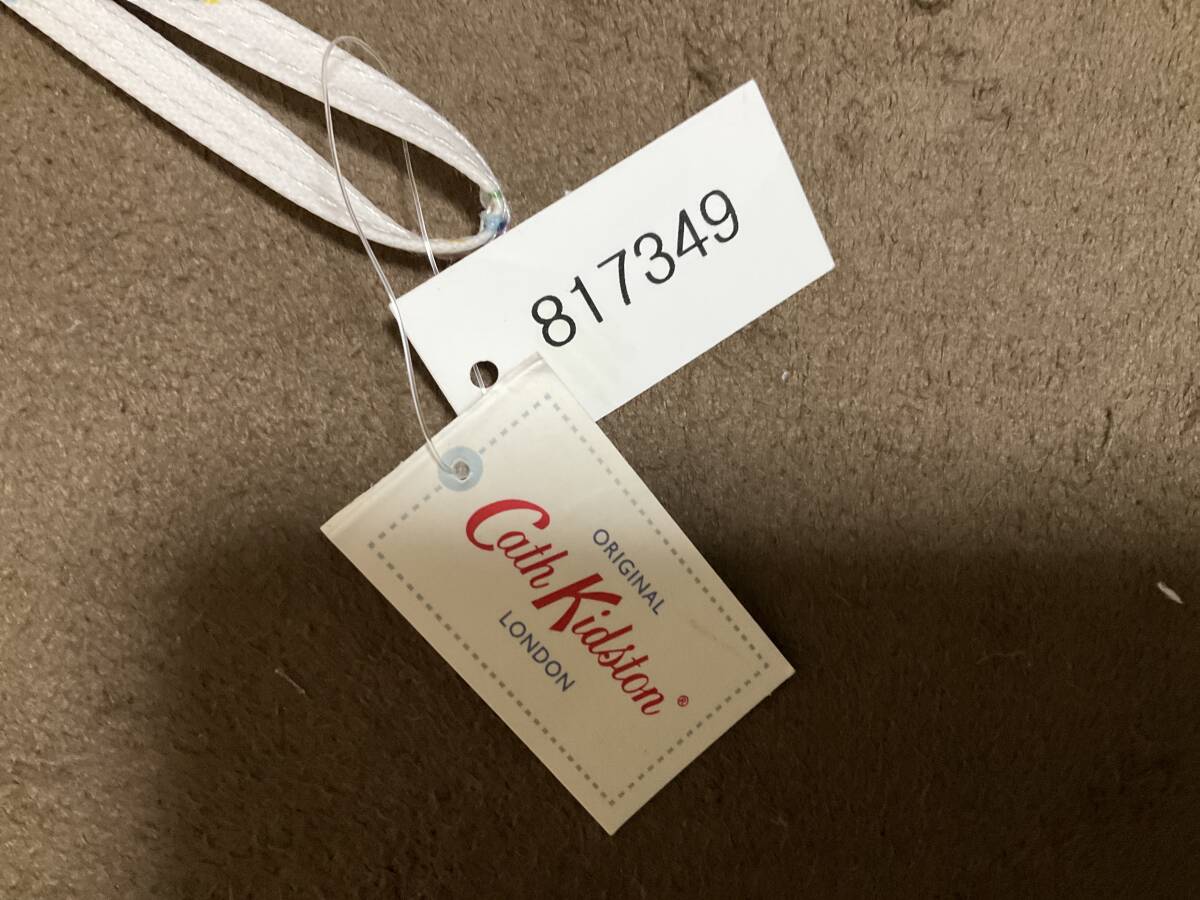 817349
ORIGINAL
Cath Kidston®
LONDON